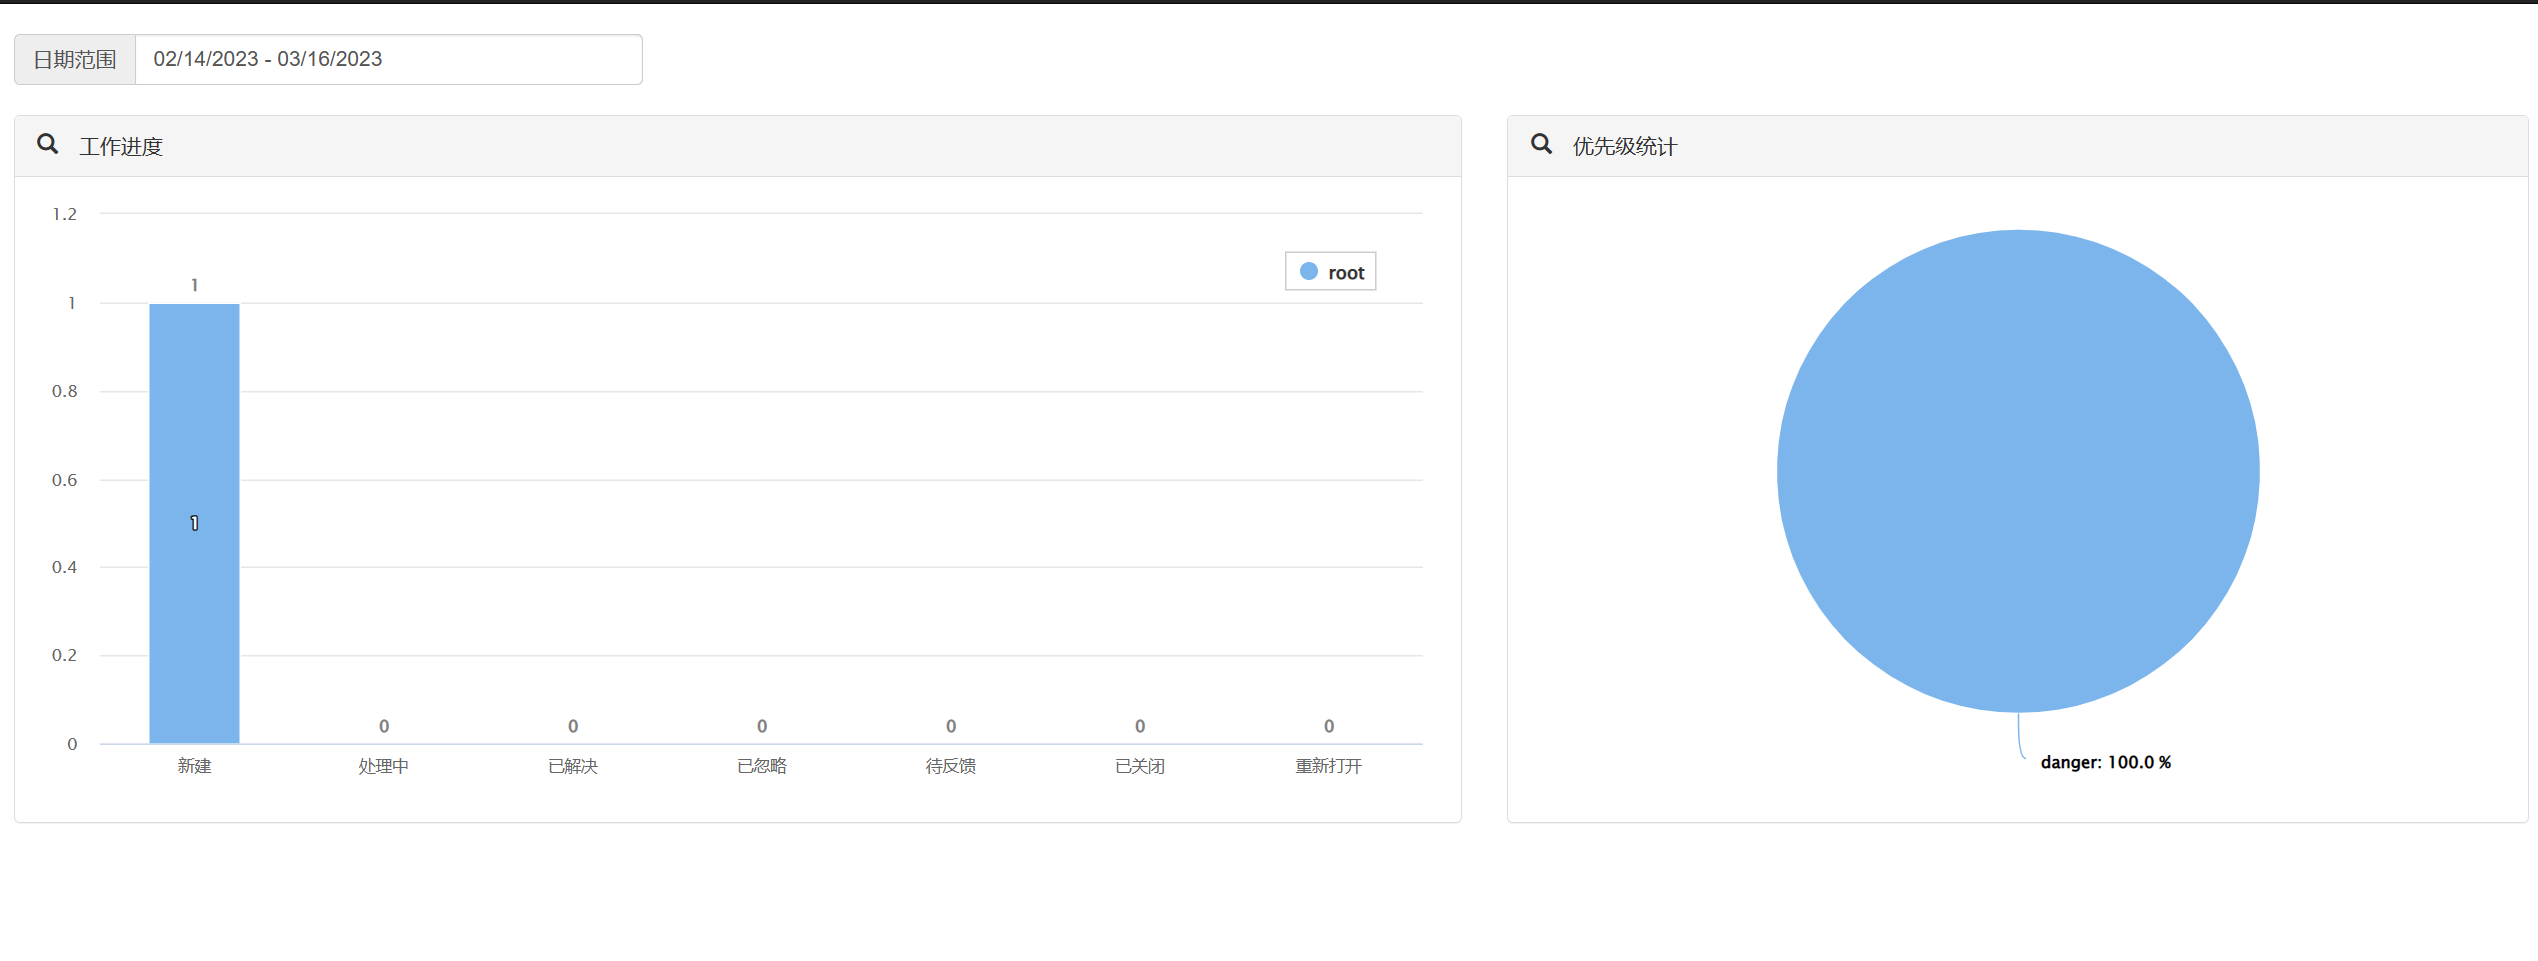 日期范围 02/14/2023 - 03/16/2023
工作进度
1.2
root
1
1
0.8
0.6
1
0.4
0.2
0 0 0 0 0 0
0
新建 处理中 已解决 已忽略 待反馈 已关闭 重新打开
优先级统计
danger: 100.0 %